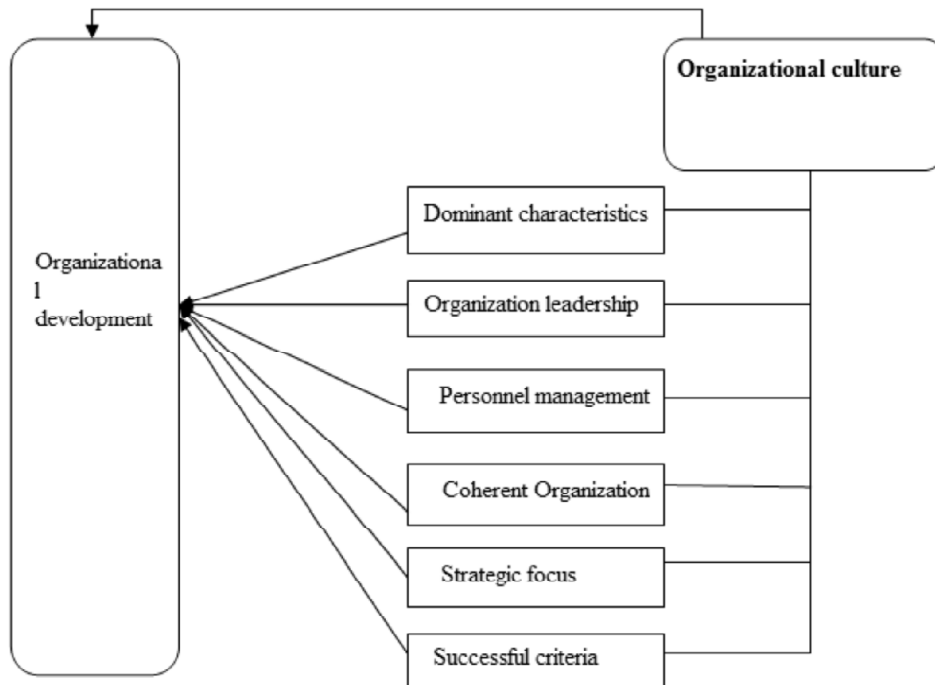 Organizational culture
Dominant characteristics
Organizationa
l
development
Organization leadership
Personnel management
Coherent Organization
Strategic focus
Successful criteria